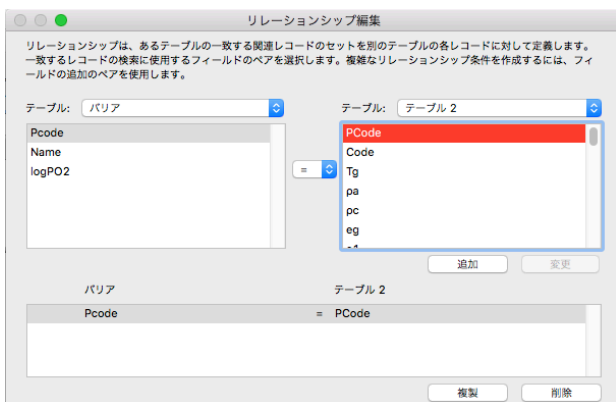 リレーションシップ編集
リレーションシップは、あるテーブルの一致する関連レコードのセットを別のテーブルの各レコードに対して定義します。
一致するレコードの検索に使用するフィールドのペアを選択します。複雑なリレーションシップ条件を作成するには、フィ
ールドの追加のペアを使用します。
テーブル: バリア テーブル: テーブル 2
Pcode
Name
logPO2
=
PCode
Code
Tg
ρa
ρc
eg
追加 変更
バリア テーブル 2
Pcode = PCode
複製 削除